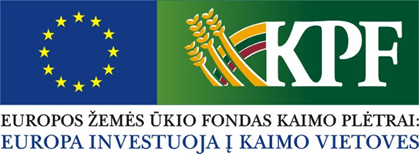 KPF
EUROPOS ŽEMĖS ŪKIO FONDAS KAIMO PLĖTRAI:
EUROPA INVESTUOJA Į KAIMO VIETOVES